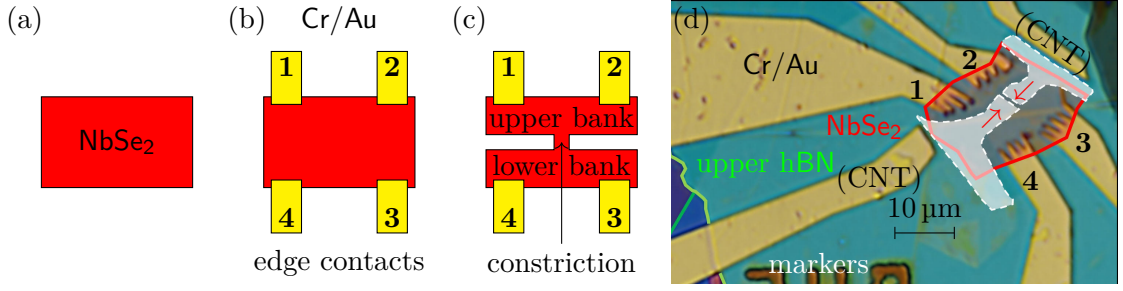 (a)
NbSe₂
(b)
Cr/Au
1 2
4 3
edge contacts
(c)
1 2
upper bank
lower bank
4 3
constriction
(d)
(CNT)
Cr/Au
2
1
NbSe₂
3
upper hBN
(CNT)
4
10 µm
markers